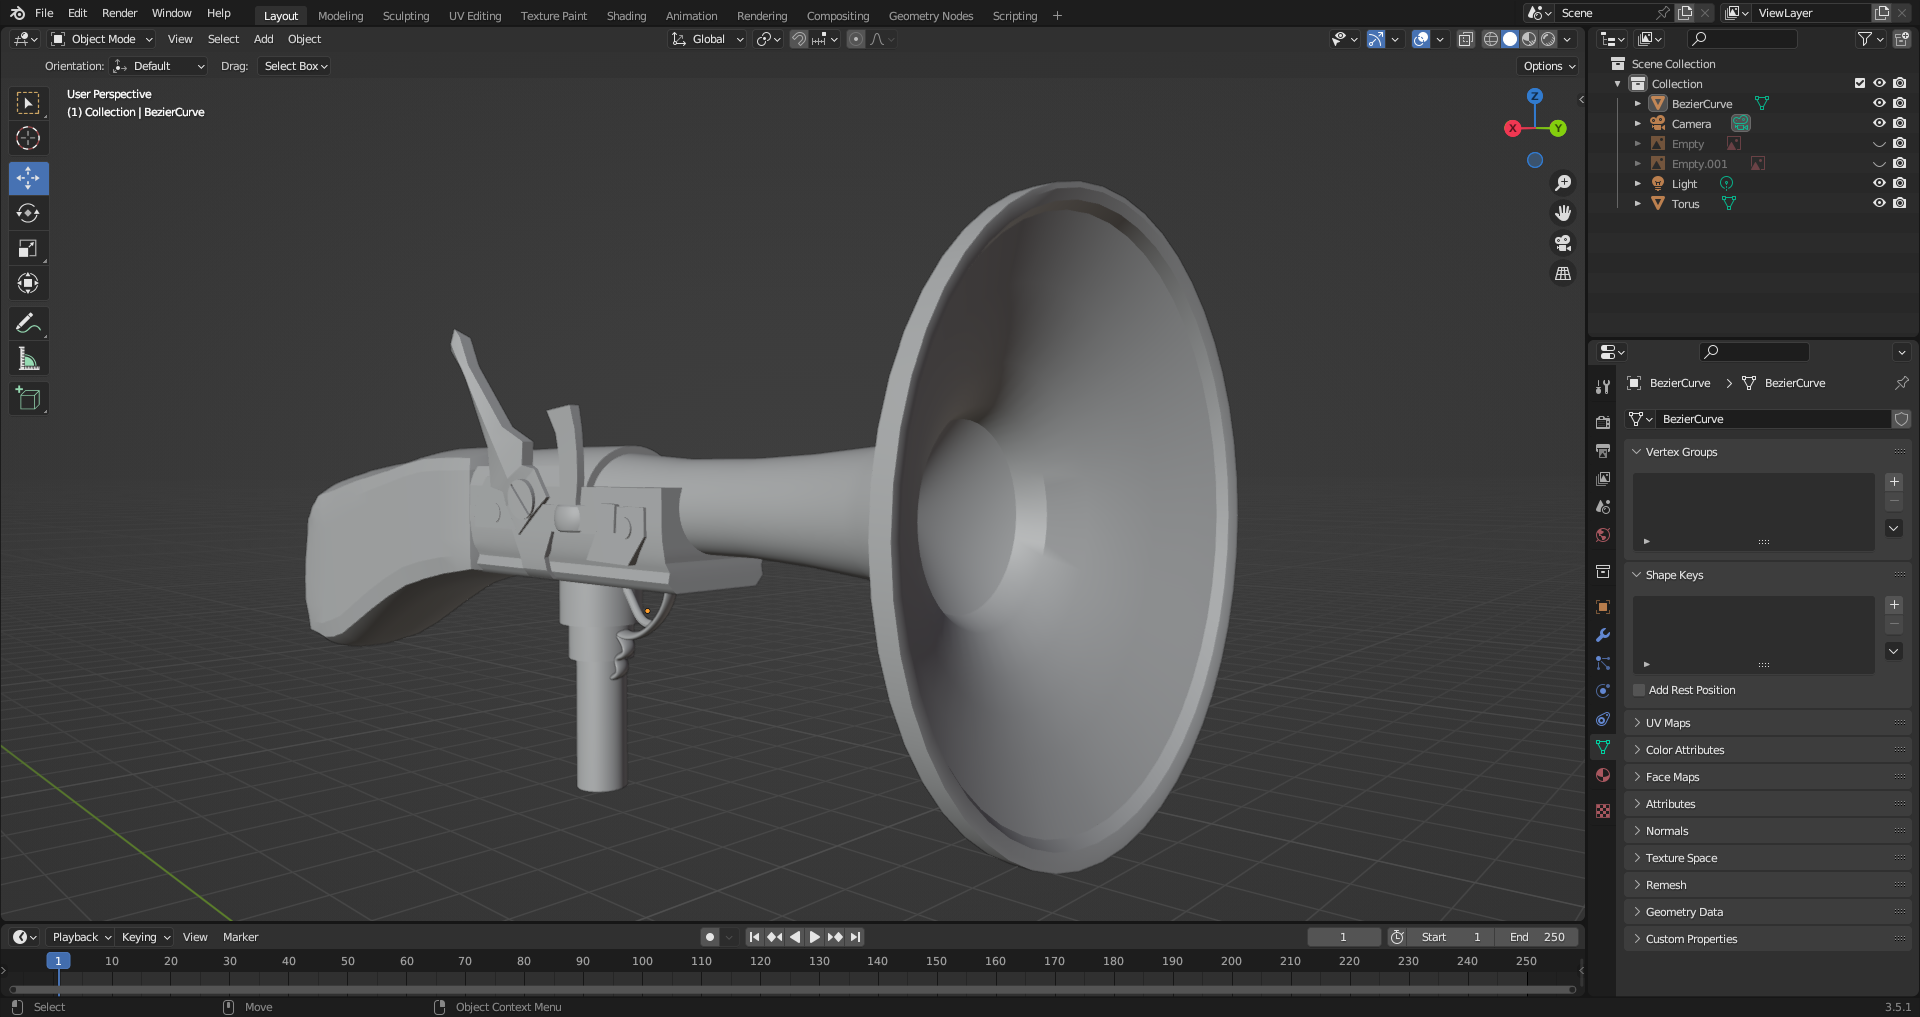 File Edit Render Window Help Layout Modeling Sculpting UV Editing Texture Paint Shading Animation Rendering Compositing Geometry Nodes Scripting + Scene ViewLayer
Object Mode View Select Add Object Global
Orientation: Default Drag: Select Box Options
User Perspective
(1) Collection | BezierCurve
Z
X Y
Scene Collection
Collection
BezierCurve
Camera
Empty
Empty.001
Light
Torus
BezierCurve BezierCurve
BezierCurve
Vertex Groups
Shape Keys
Add Rest Position
UV Maps
Color Attributes
Face Maps
Attributes
Normals
Texture Space
Remesh
Geometry Data
Custom Properties
Playback Keying View Marker 1 Start 1 End 250
1 10 20 30 40 50 60 70 80 90 100 110 120 130 140 150 160 170 180 190 200 210 220 230 240 250
Select Move Object Context Menu 3.5.1